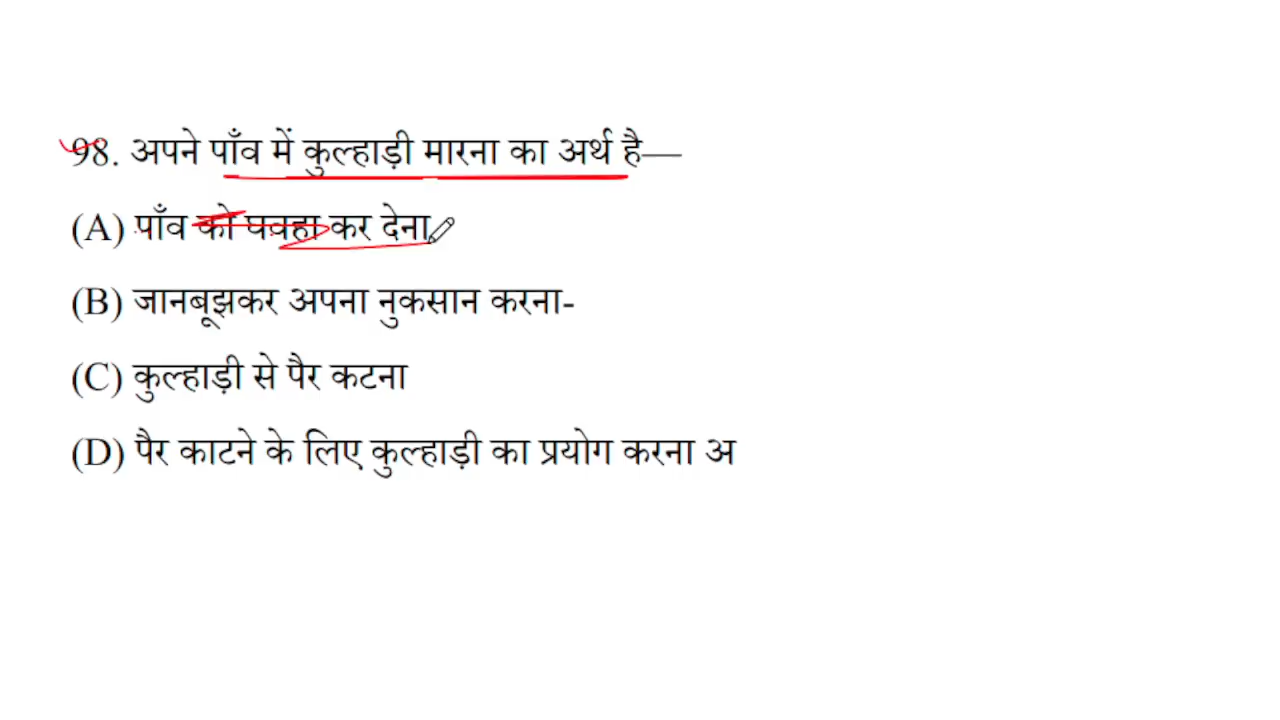 98. अपने पाँव में कुल्हाड़ी मारना का अर्थ है—
(A) पाँव को कर देना
(B) जानबूझकर अपना नुकसान करना-
(C) कुल्हाड़ी से पैर कटना
(D) पैर काटने के लिए कुल्हाड़ी का प्रयोग करना अ